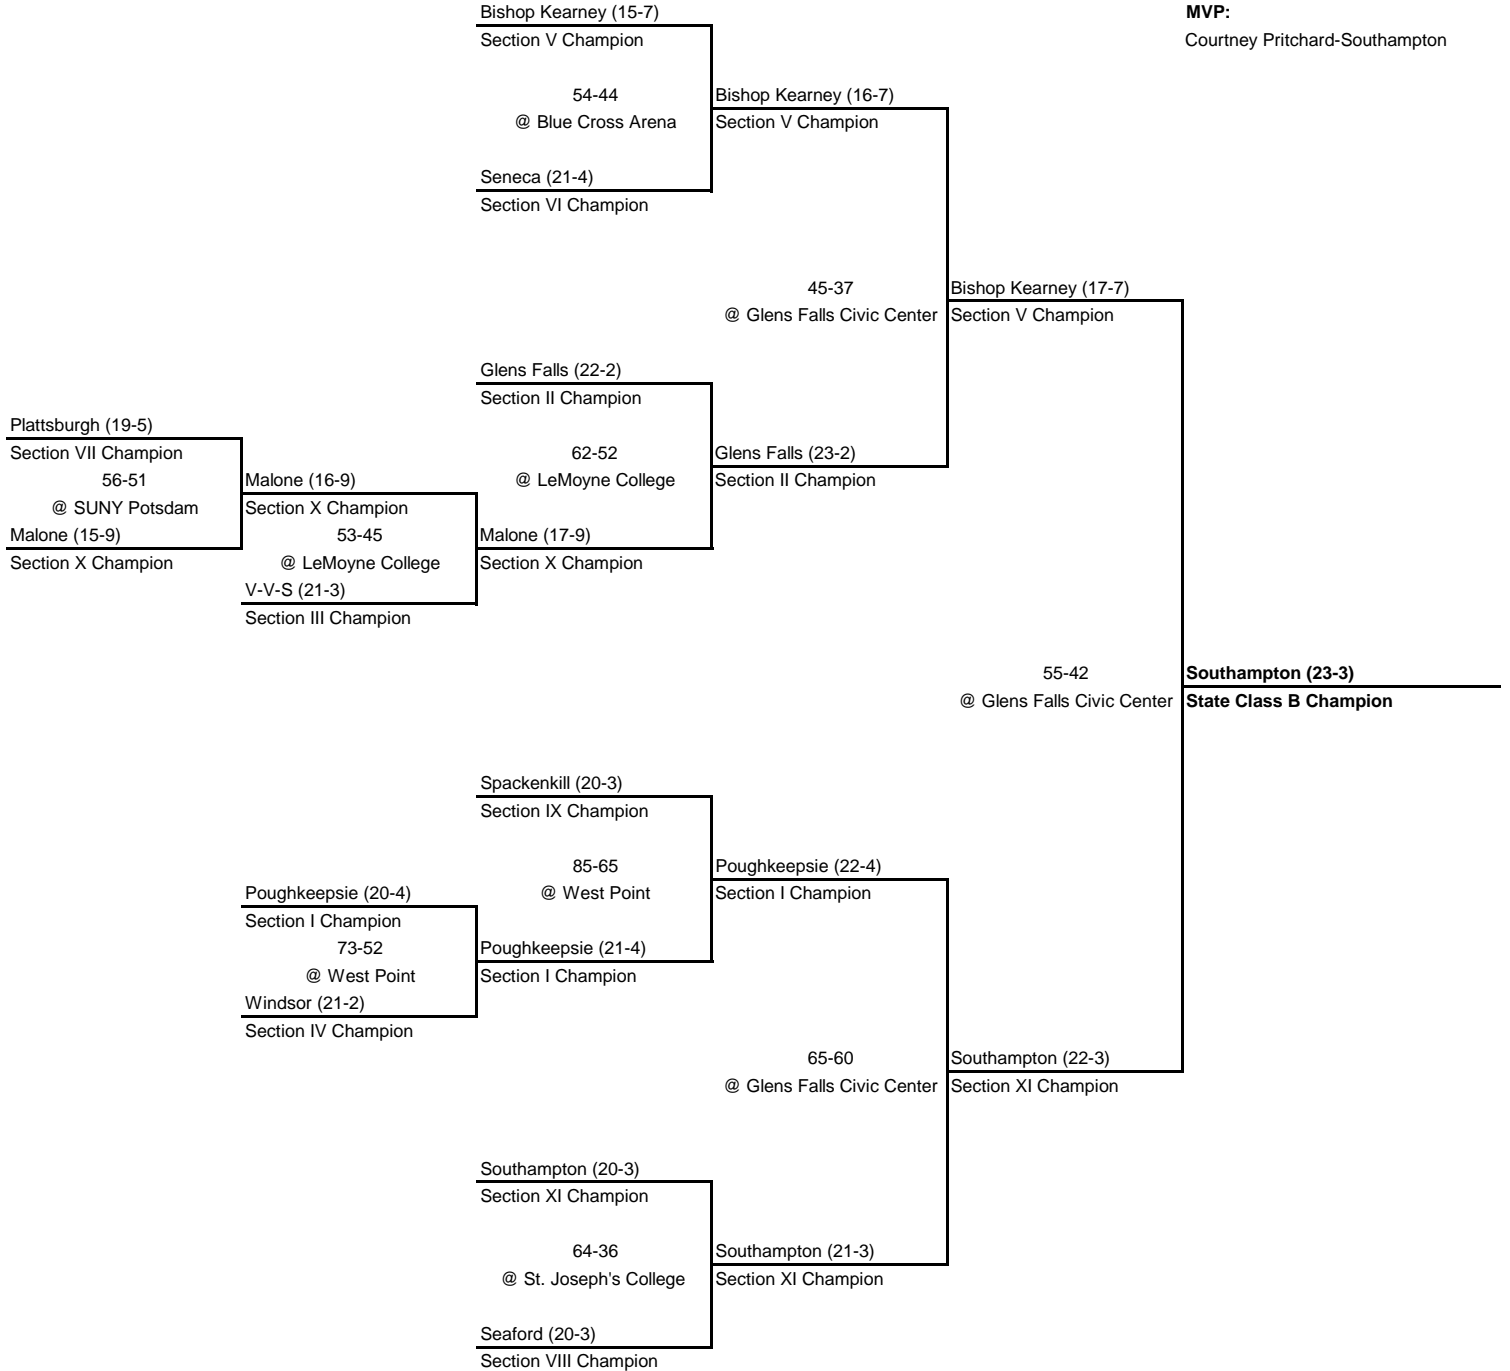 Bishop Kearney (15-7)
MVP:
Section V Champion
Courtney Pritchard-Southampton
54-44
Bishop Kearney (16-7)
@ Blue Cross Arena
Section V Champion
Seneca (21-4)
Section VI Champion
45-37
Bishop Kearney (17-7)
@ Glens Falls Civic Center
Section V Champion
Glens Falls (22-2)
Section II Champion
Plattsburgh (19-5)
Section VII Champion
62-52
Glens Falls (23-2)
56-51
Malone (16-9)
@ LeMoyne College
Section II Champion
@ SUNY Potsdam
Section X Champion
Malone (15-9)
53-45
Malone (17-9)
Section X Champion
@ LeMoyne College
Section X Champion
V-V-S (21-3)
Section III Champion
55-42
Southampton (23-3)
@ Glens Falls Civic Center
State Class B Champion
Spackenkill (20-3)
Section IX Champion
85-65
Poughkeepsie (22-4)
Poughkeepsie (20-4)
@ West Point
Section I Champion
Section I Champion
73-52
Poughkeepsie (21-4)
@ West Point
Section I Champion
Windsor (21-2)
Section IV Champion
65-60
Southampton (22-3)
@ Glens Falls Civic Center
Section XI Champion
Southampton (20-3)
Section XI Champion
64-36
Southampton (21-3)
@ St. Joseph's College
Section XI Champion
Seaford (20-3)
Section VIII Champion